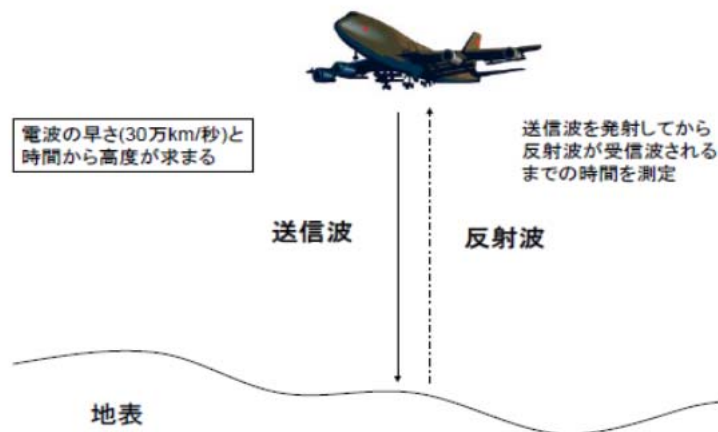 電波の早さ(30万km/秒)と
時間から高度が求まる
送信波を発射してから
反射波が受信波される
までの時間を測定
送信波
反射波
地表